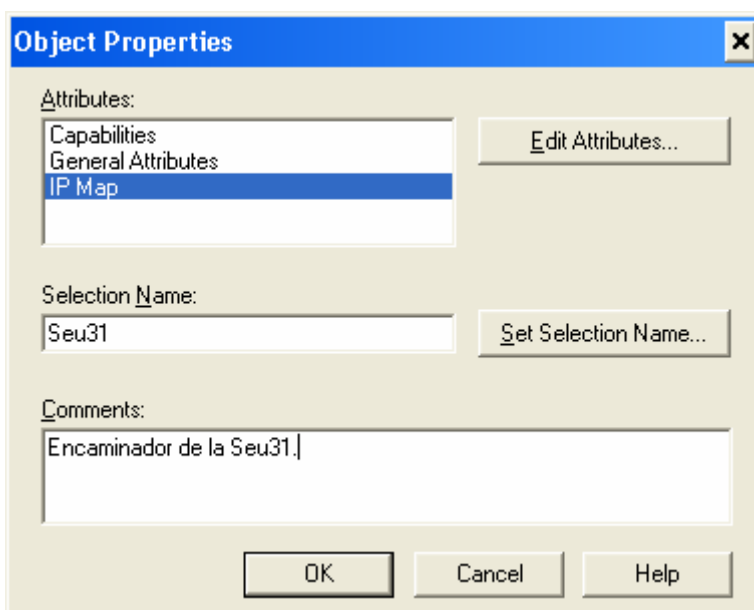 Object Properties
Attributes:
Capabilities
General Attributes
IP Map
Edit Attributes...
Selection Name:
Seu31
Set Selection Name...
Comments:
Encaminador de la Seu31.
OK Cancel Help